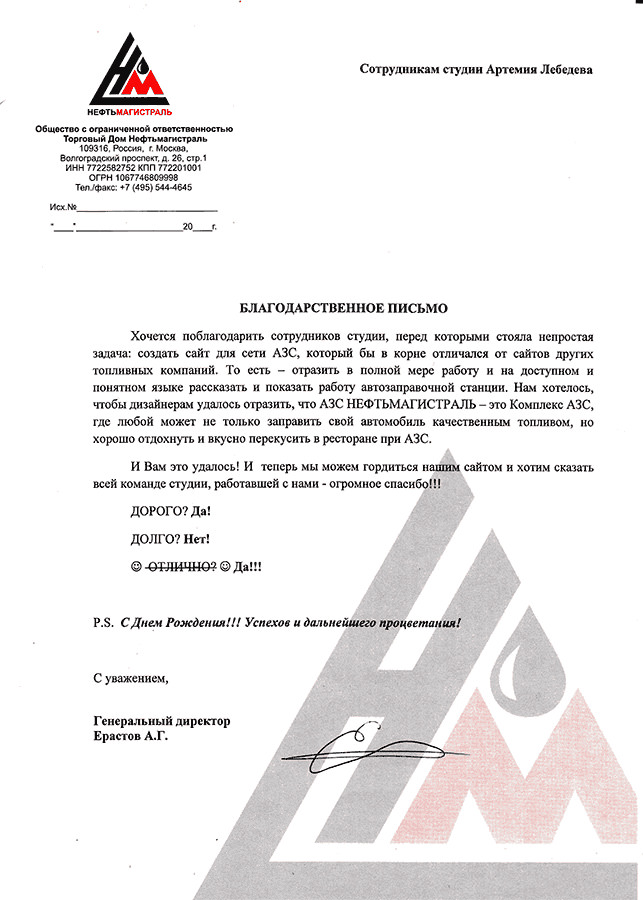 НЕФТЬМАГИСТРАЛЬ
Общество с ограниченной ответственностью
Торговый Дом Нефтьмагистраль
109316, Россия, г. Москва,
Волгоградский проспект, д. 26, стр.1
ИНН 7722582752 КПП 772201001
ОГРН 1067746809998
Тел./факс: +7 (495) 544-4645
Исх.№____________________________
"____"______________________20____г.
Сотрудникам студии Артемия Лебедева
БЛАГОДАРСТВЕННОЕ ПИСЬМО
Хочется поблагодарить сотрудников студии, перед которыми стояла непростая
задача: создать сайт для сети АЗС, который бы в корне отличался от сайтов других
топливных компаний. То есть – отразить в полной мере работу и на доступном и
понятном языке рассказать и показать работу автозаправочной станции. Нам хотелось,
чтобы дизайнерам удалось отразить, что АЗС НЕФТЬМАГИСТРАЛЬ – это Комплекс АЗС,
где любой может не только заправить свой автомобиль качественным топливом, но
хорошо отдохнуть и вкусно перекусить в ресторане при АЗС.
И Вам это удалось! И теперь мы можем гордиться нашим сайтом и хотим сказать
всей команде студии, работавшей с нами - огромное спасибо!!!
ДОРОГО? Да!
ДОЛГО? Нет!
☺ ОТЛИЧНО? ☺ Да!!!
P.S. С Днем Рождения!!! Успехов и дальнейшего процветания!
С уважением,
Генеральный директор
Ерастов А.Г.